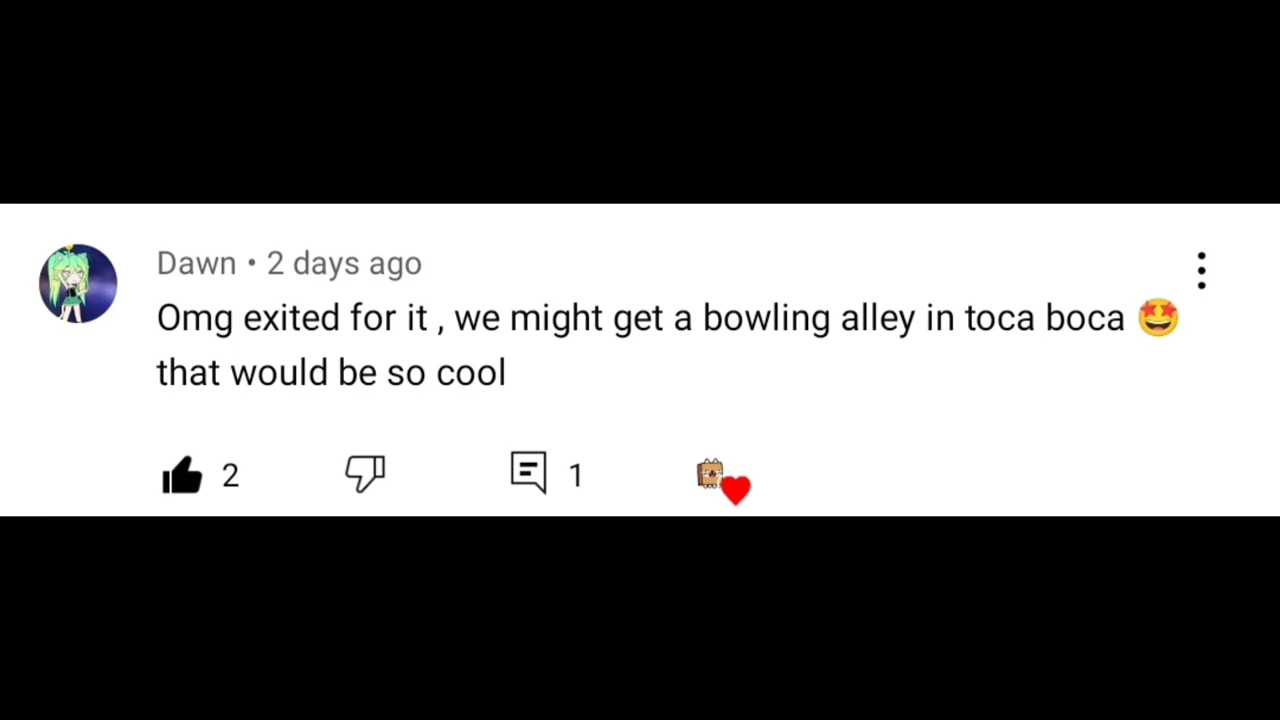 Dawn • 2 days ago
Omg exited for it , we might get a bowling alley in toca boca 🤩
that would be so cool
2 1